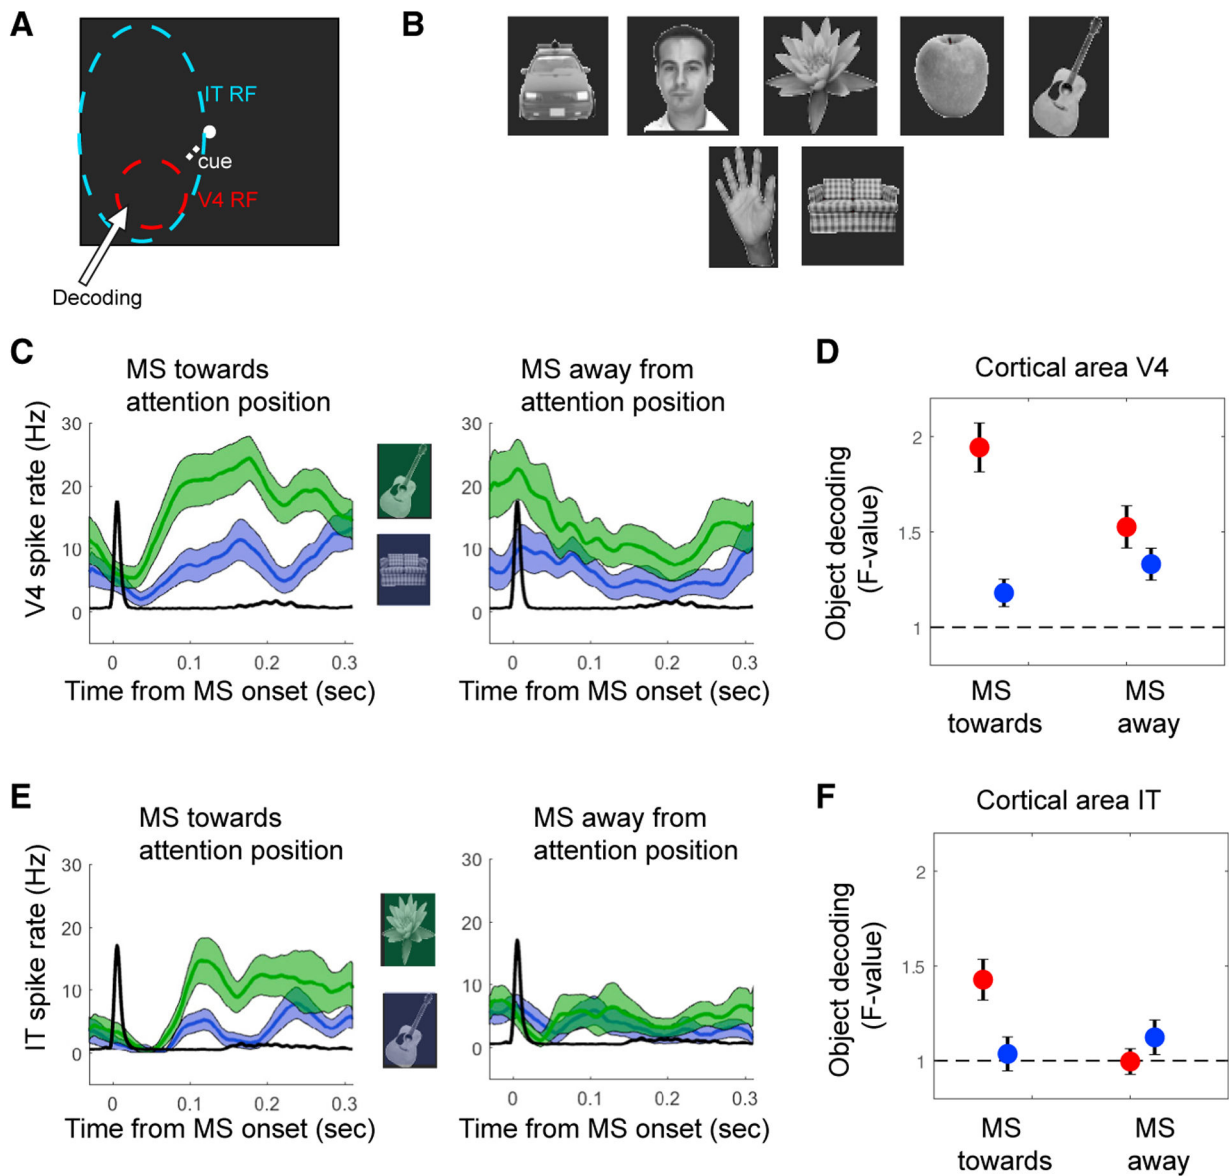 A
IT RF
cue
V4 RF
Decoding
B
C
MS towards
attention position
MS away from
attention position
V4 spike rate (Hz)
30
20
10
0
0
0.1
0.2
0.3
Time from MS onset (sec)
30
20
10
0
0
0.1
0.2
0.3
Time from MS onset (sec)
D
Cortical area V4
Object decoding
(F-value)
2
1.5
1
MS
towards
MS
away
E
MS towards
attention position
MS away from
attention position
IT spike rate (Hz)
30
20
10
0
0
0.1
0.2
0.3
Time from MS onset (sec)
30
20
10
0
0
0.1
0.2
0.3
Time from MS onset (sec)
F
Cortical area IT
Object decoding
(F-value)
2
1.5
1
MS
towards
MS
away